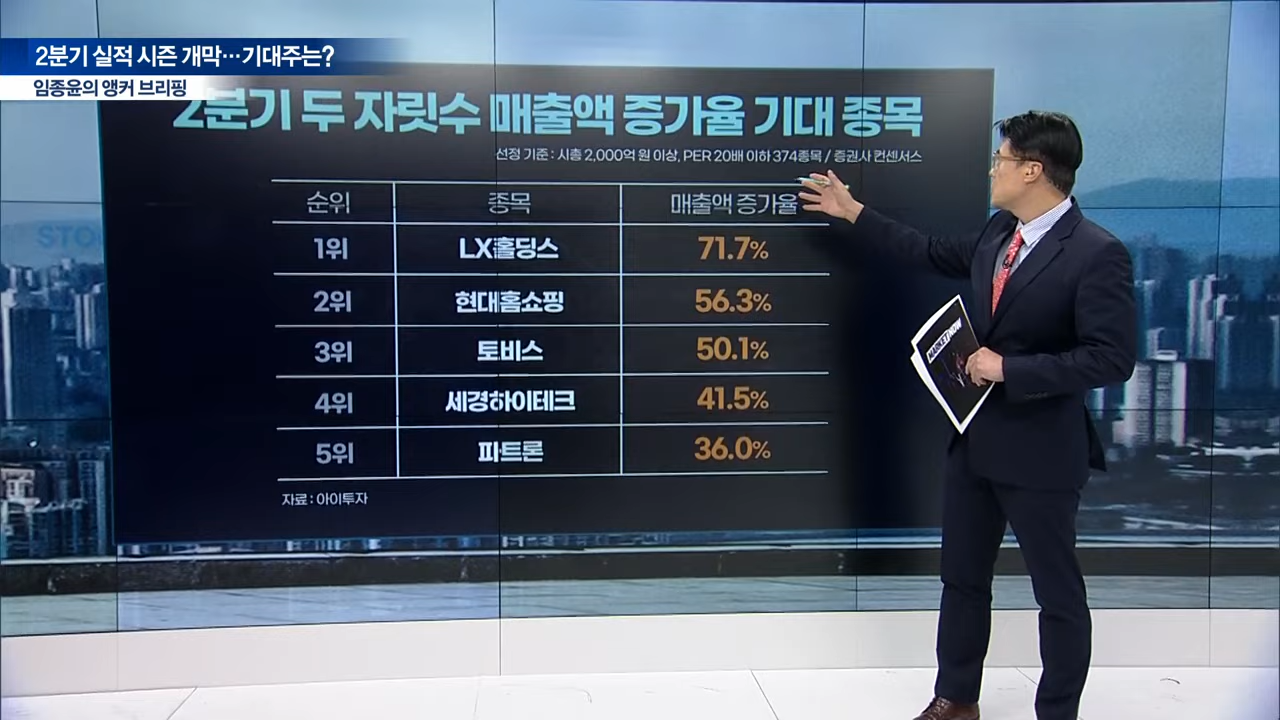 2분기 실적 시즌 개막…기대주는?
임종윤의 앵커 브리핑
2분기 두 자릿수 매출액 증가율 기대 종목
선정 기준 : 시총 2,000억 원 이상, PER 20배 이하 374종목 / 증권사 컨센서스
순위 종목 매출액 증가율
1위 LX홀딩스 71.7%
2위 현대홈쇼핑 56.3%
3위 토비스 50.1%
4위 세경하이테크 41.5%
5위 파트론 36.0%
자료 : 아이투자
MARKET NOW